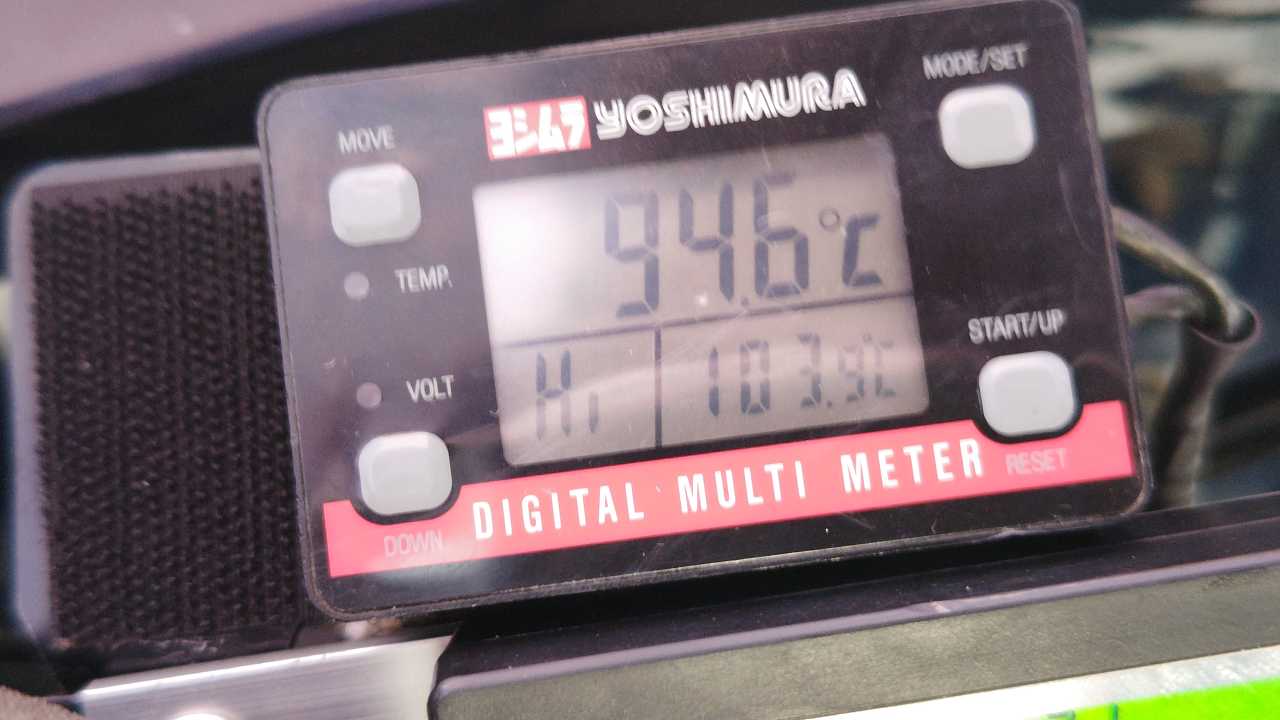 MODE/SET
ヨシムラ YOSHIMURA
MOVE
94.6°C
TEMP.
START/UP
Hi 103.9°C
VOLT
DIGITAL MULTI METER
RESET
DOWN